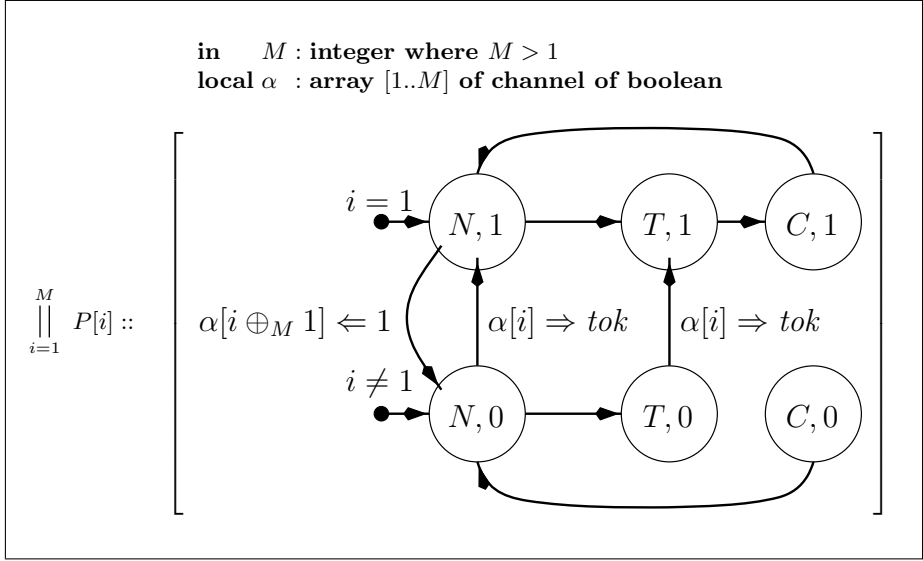 in M : integer where M > 1
local α : array [1..M] of channel of boolean
i = 1
N, 1
T, 1
C, 1
M
||
i=1
P[i] ::
α[i ⊕M 1] ⇐ 1
α[i] ⇒ tok
α[i] ⇒ tok
i ≠ 1
N, 0
T, 0
C, 0